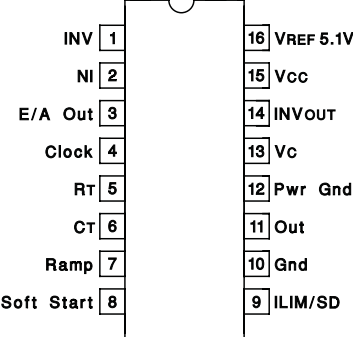 INV 1 16 VREF 5.1V
NI 2 15 VCC
E/A Out 3 14 INVOUT
Clock 4 13 VC
RT 5 12 Pwr Gnd
CT 6 11 Out
Ramp 7 10 Gnd
Soft Start 8 9 ILIM/SD